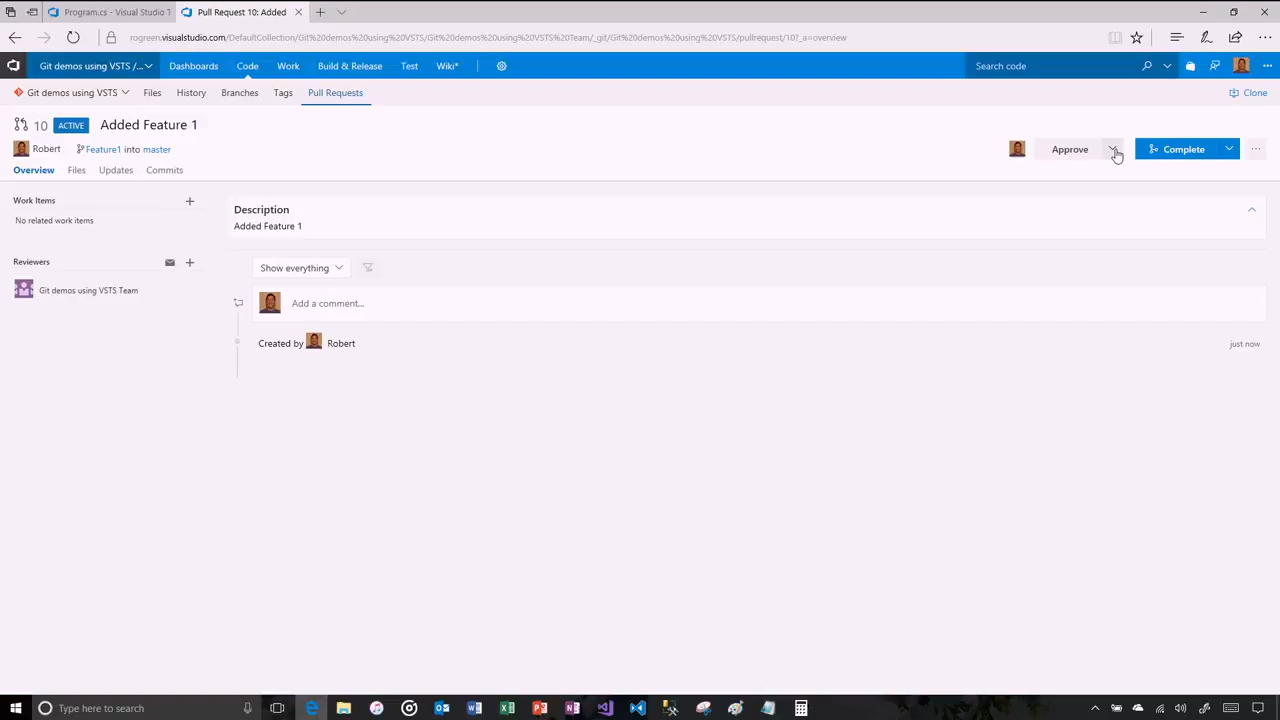 Program.cs - Visual Studio T
Pull Request 10: Added
rogreen.visualstudio.com/DefaultCollection/Git%20demos%20using%20VSTS/Git%20demos%20using%20VSTS%20Team/_git/Git%20demos%20using%20VSTS/pullrequest/10?_a=overview
Git demos using VSTS /...
Dashboards
Code
Work
Build & Release
Test
Wiki*
Search code
Git demos using VSTS
Files
History
Branches
Tags
Pull Requests
Clone
10
ACTIVE
Added Feature 1
Robert
Feature1 into master
Approve
Complete
Overview
Files
Updates
Commits
Work Items
No related work items
Description
Added Feature 1
Reviewers
Git demos using VSTS Team
Show everything
Add a comment...
Created by Robert
just now
Type here to search